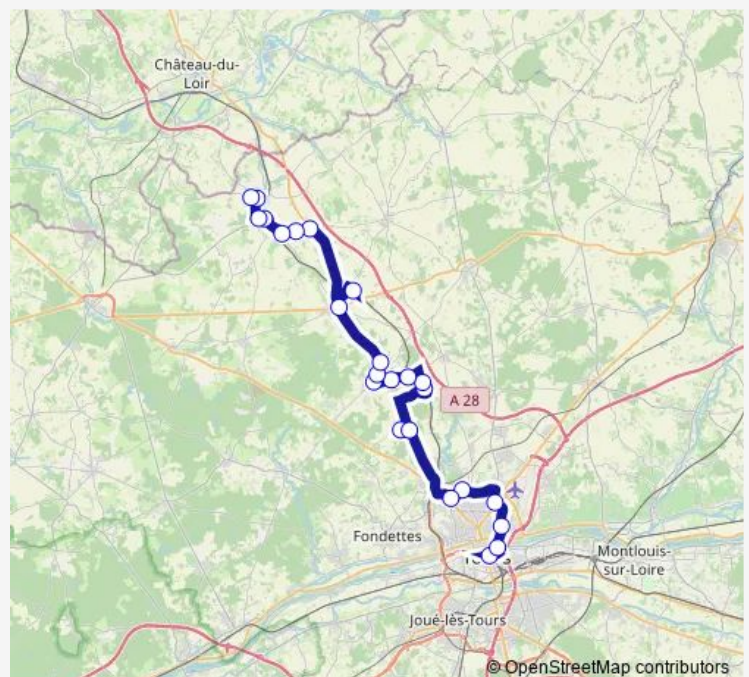 Château-du-
Loir
A 28
Fondettes
Montlouis-
sur-Loire
Joué-lès-Tours
© OpenStreetMap contributors